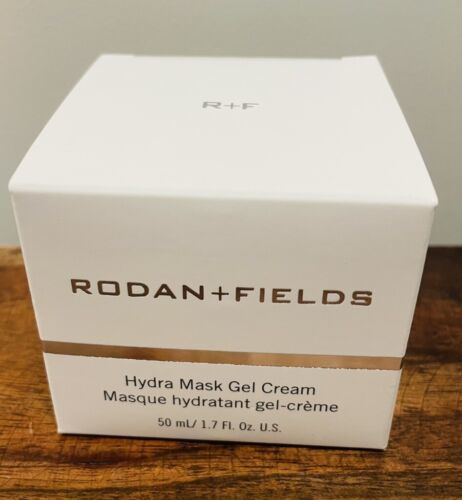 R+F
RODAN+FIELDS
Hydra Mask Gel Cream
Masque hydratant gel-crème
50 mL/ 1.7 Fl. Oz. U.S.